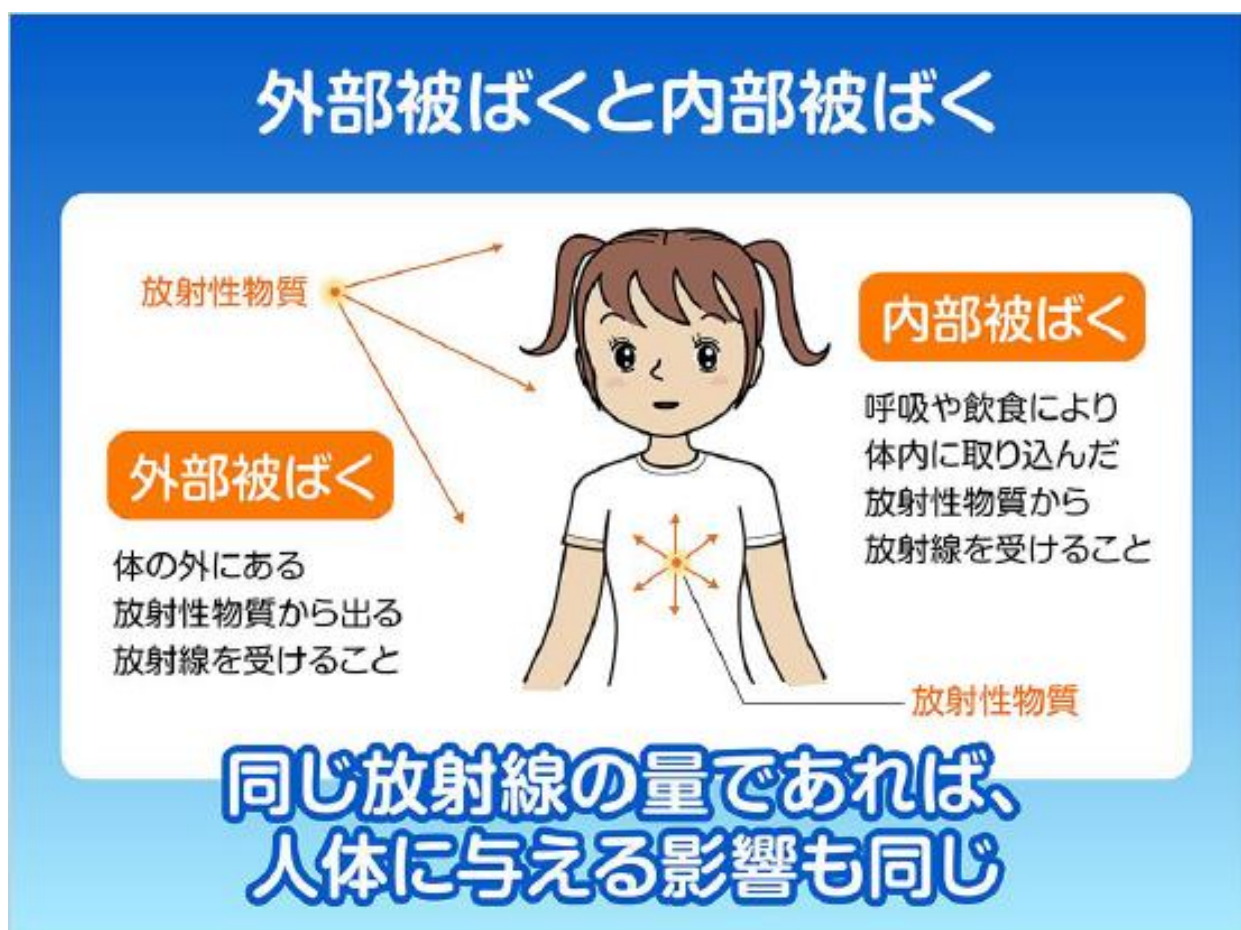 外部被ばくと内部被ばく
放射性物質
外部被ばく
体の外にある
放射性物質から出る
放射線を受けること
内部被ばく
呼吸や飲食により
体内に取り込んだ
放射性物質から
放射線を受けること
放射性物質
同じ放射線の量であれば、
人体に与える影響も同じ